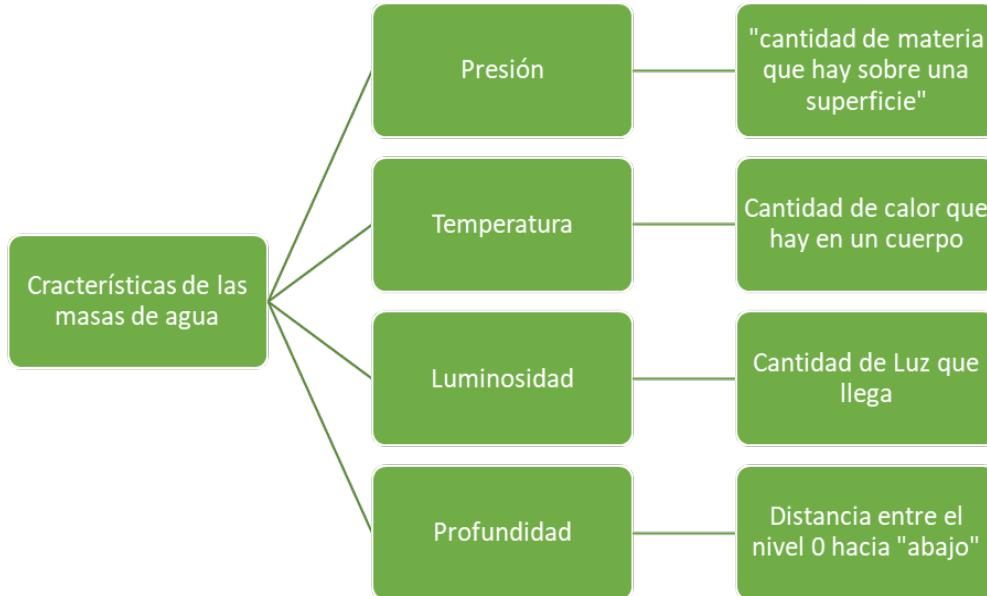 Cracterísticas de las
masas de agua
Presión
"cantidad de materia
que hay sobre una
superficie"
Temperatura
Cantidad de calor que
hay en un cuerpo
Luminosidad
Cantidad de Luz que
llega
Profundidad
Distancia entre el
nivel 0 hacia "abajo"